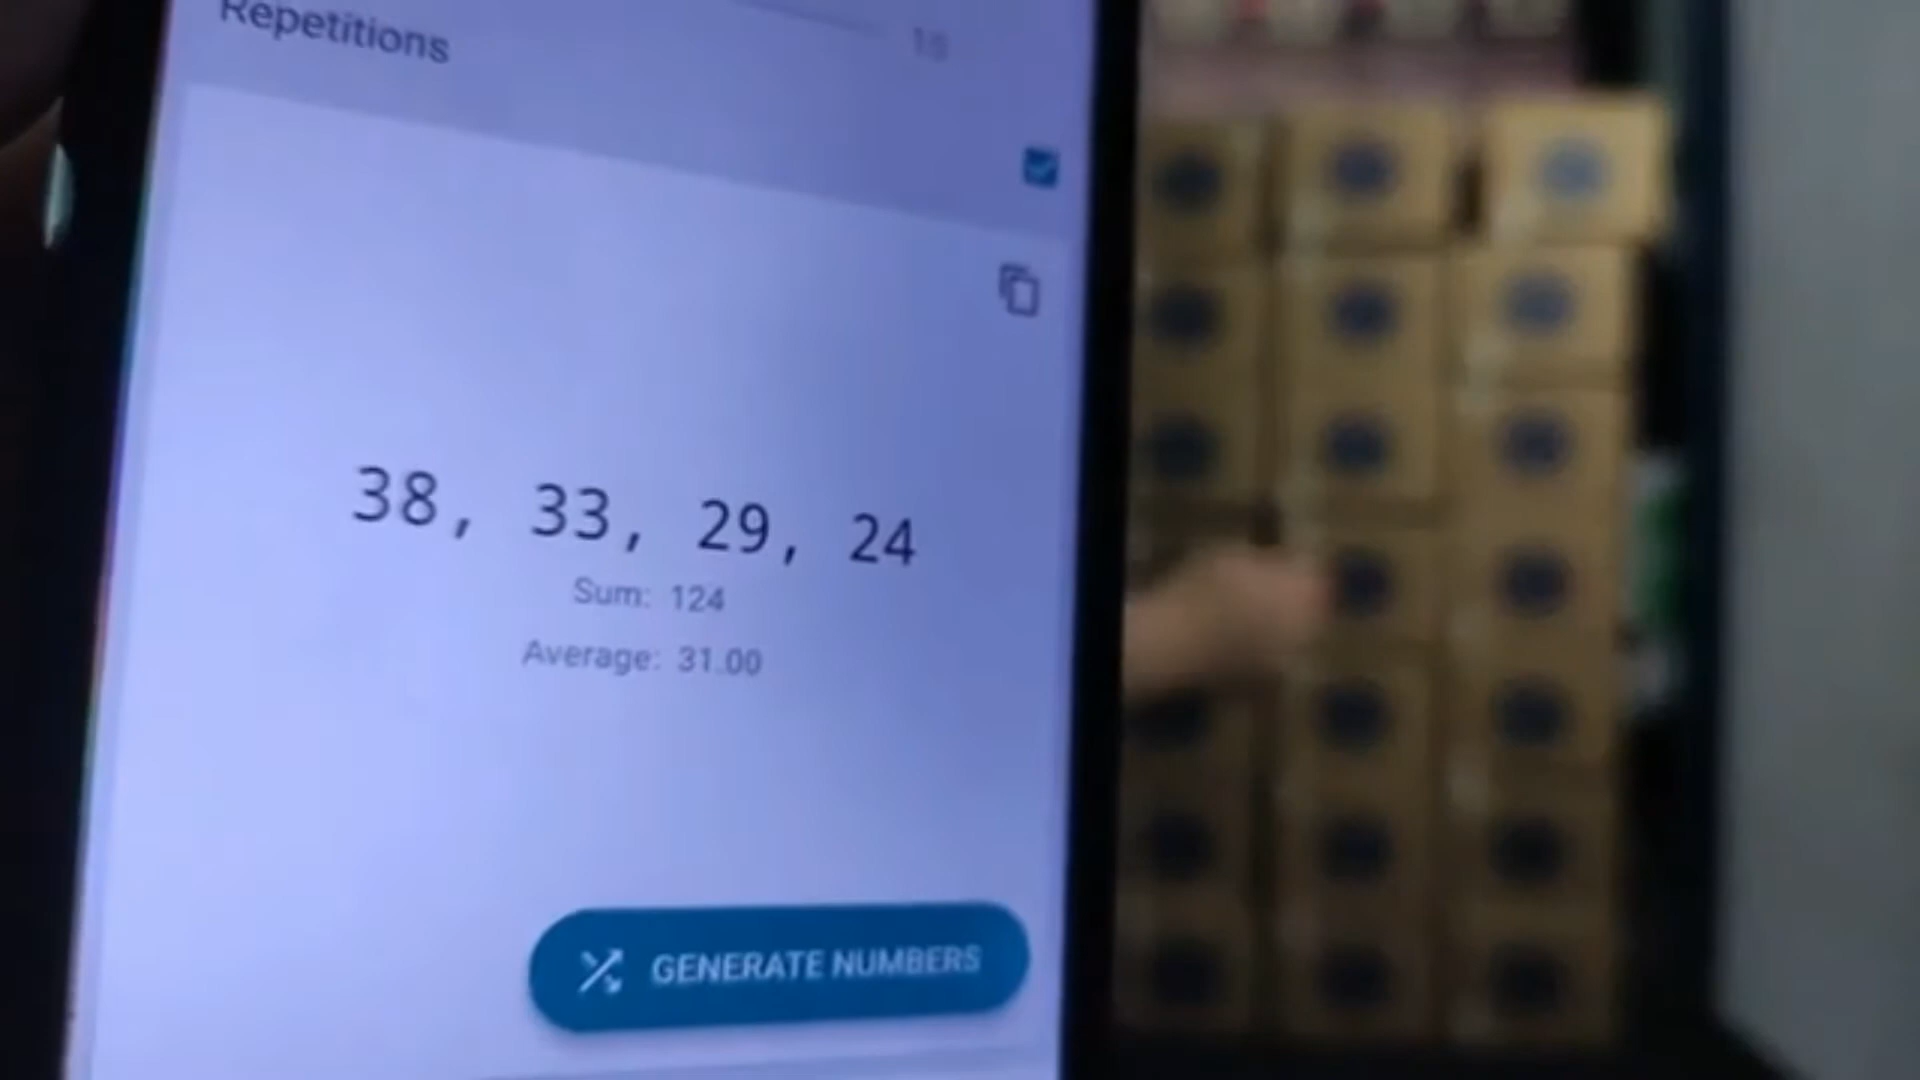 Repetitions
38, 33, 29, 24
Sum: 124
Average: 31.00
GENERATE NUMBERS